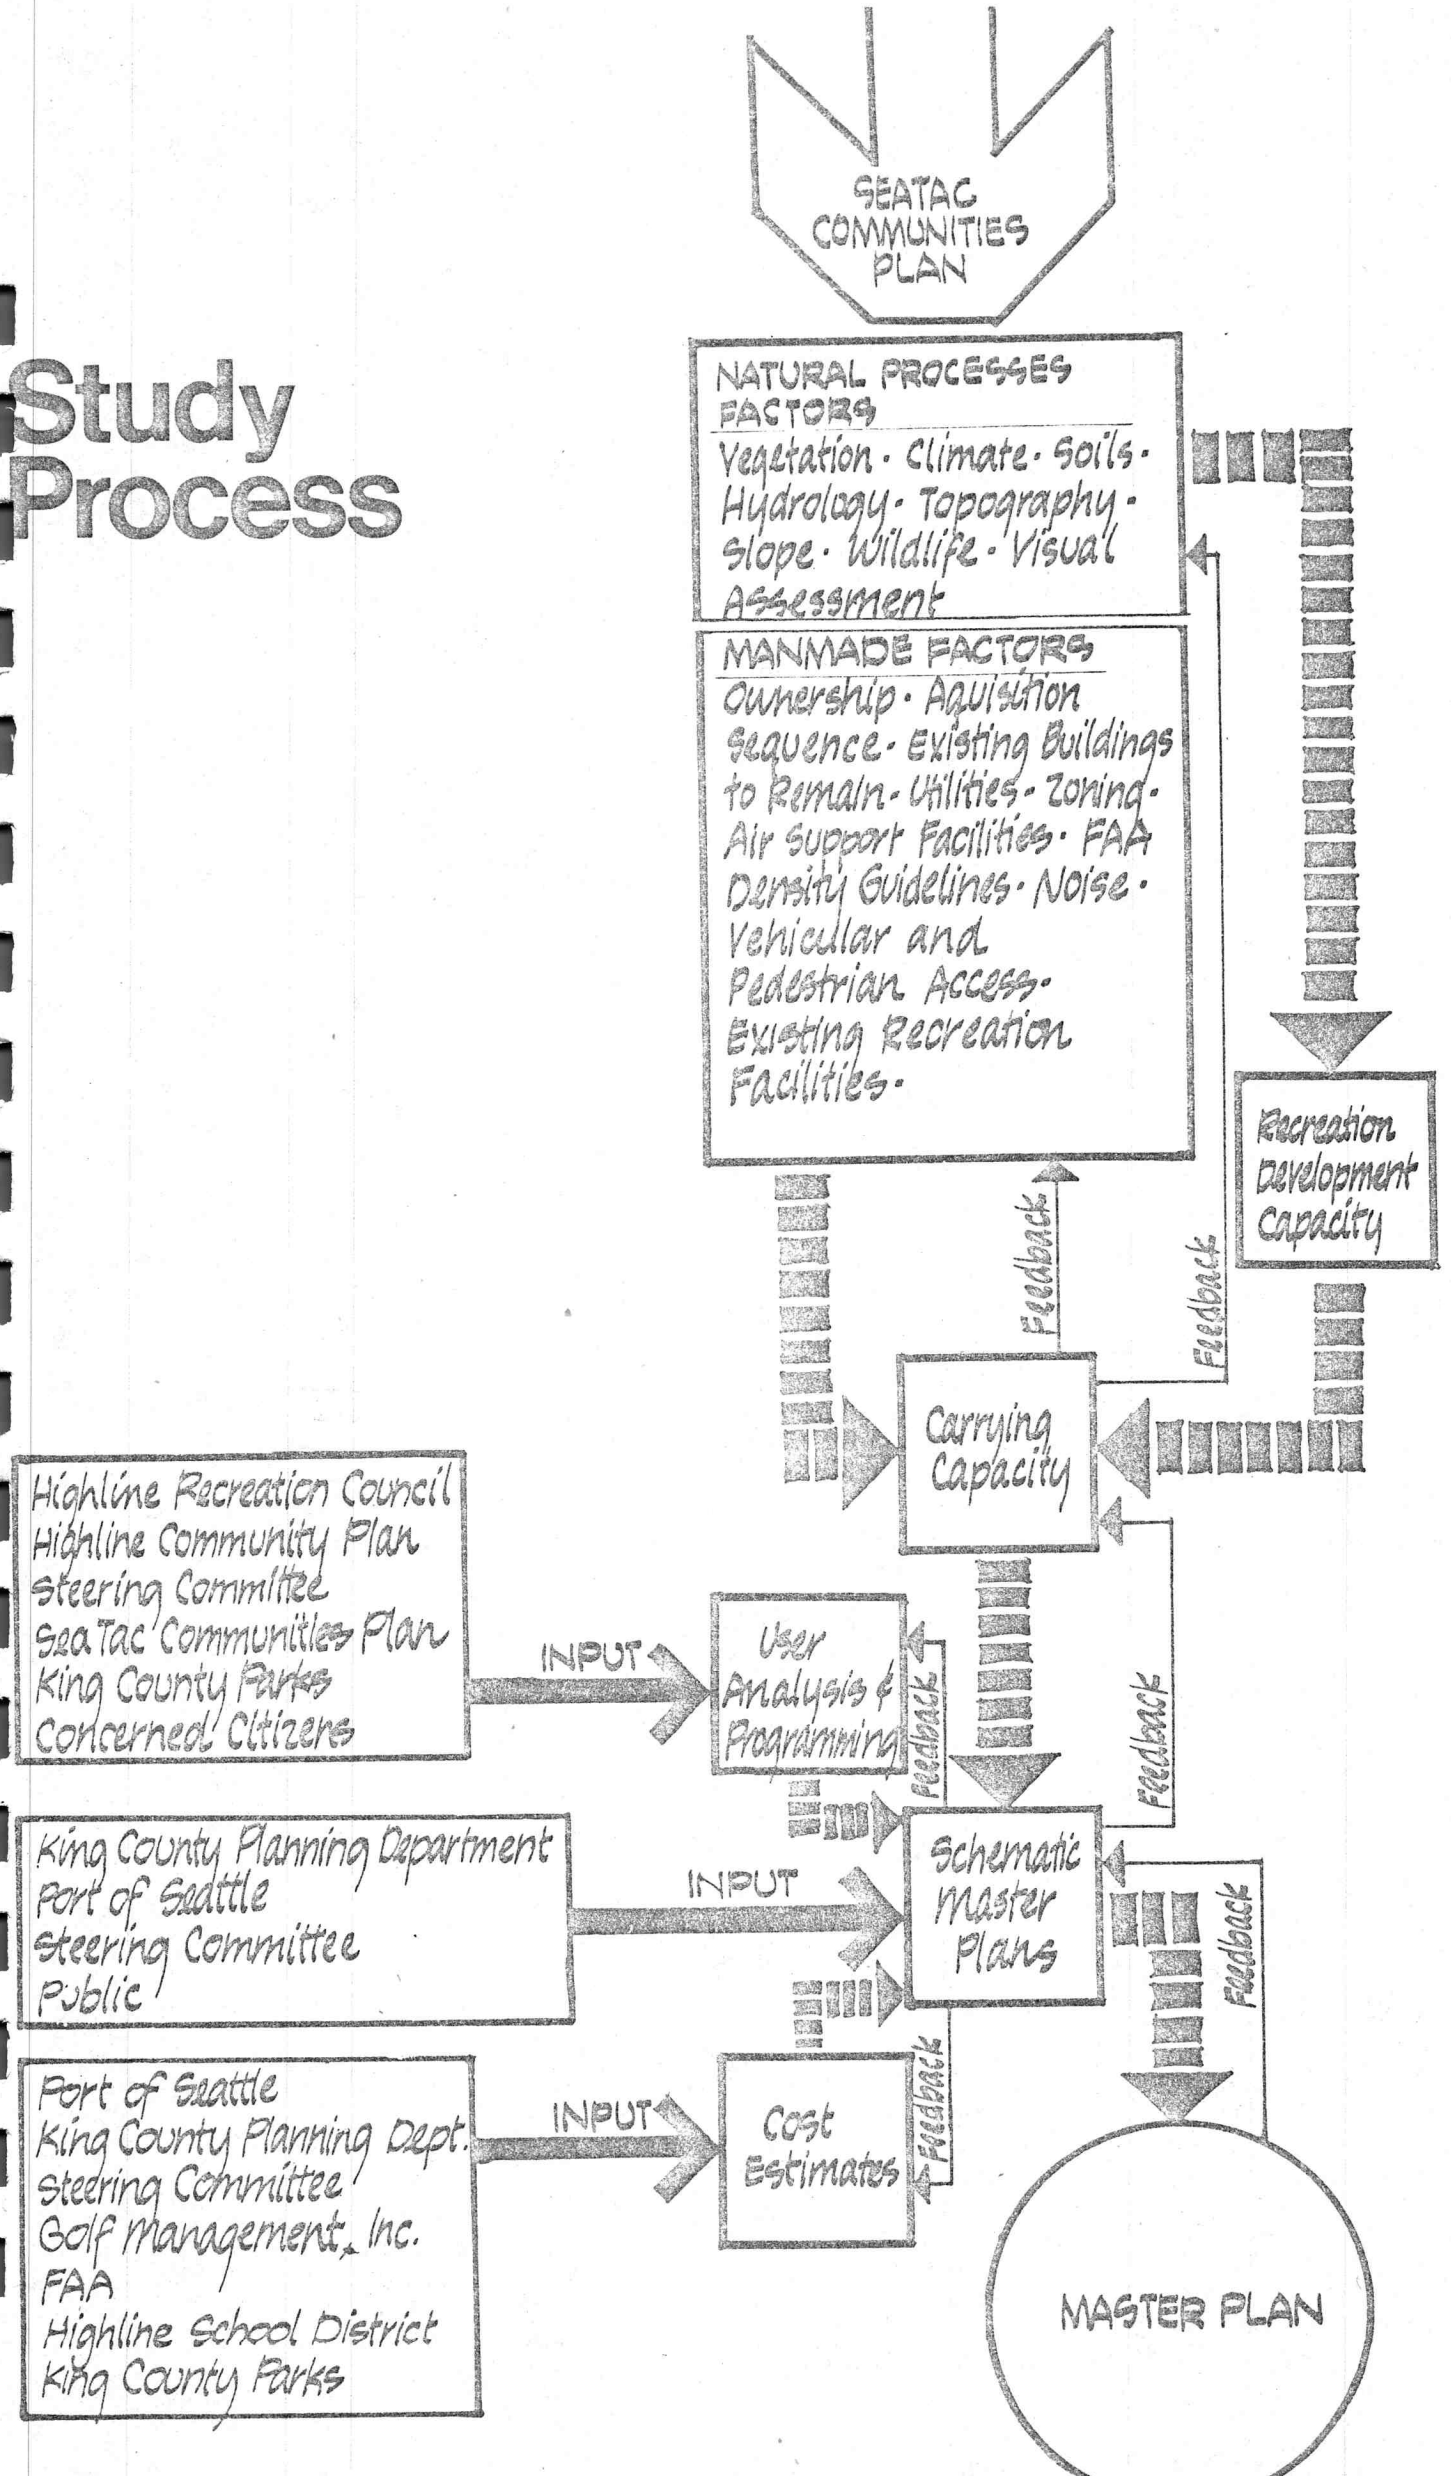 Study
Process
SEATAC
COMMUNITIES
PLAN
NATURAL PROCESSES
FACTORS
Vegetation · Climate · Soils ·
Hydrology · Topography ·
Slope · Wildlife · Visual
Assessment
MANMADE FACTORS
Ownership · Aquisition
Sequence · Existing Buildings
to Remain · Utilities · Zoning ·
Air Support Facilities · FAA
Density Guidelines · Noise ·
Vehicular and
Pedestrian Access ·
Existing Recreation
Facilities ·
Recreation
Development
Capacity
Feedback
Feedback
Carrying
Capacity
Highline Recreation Council
Highline Community Plan
Steering Committee
SeaTac Communities Plan
King County Parks
Concerned Citizens
INPUT
User
Analysis &
Programming
Feedback
Feedback
King County Planning Department
Port of Seattle
Steering Committee
Public
INPUT
Schematic
Master
Plans
Feedback
Port of Seattle
King County Planning Dept.
Steering Committee
Golf Management, Inc.
FAA
Highline School District
King County Parks
INPUT
Cost
Estimates
Feedback
MASTER PLAN